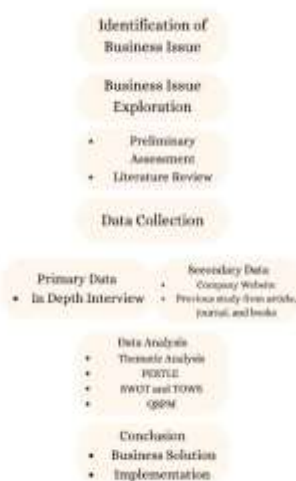 Identification of
Business Issue
Business Issue
Exploration
• Preliminary
Assessment
• Literature Review
Data Collection
Primary Data
• In Depth Interview
Secondary Data
• Company Website
• Previous study from article,
journal, and books
Data Analysis
• Thematic Analysis
• PESTLE
• SWOT and TOWS
• QSPM
Conclusion
• Business Solution
• Implementation